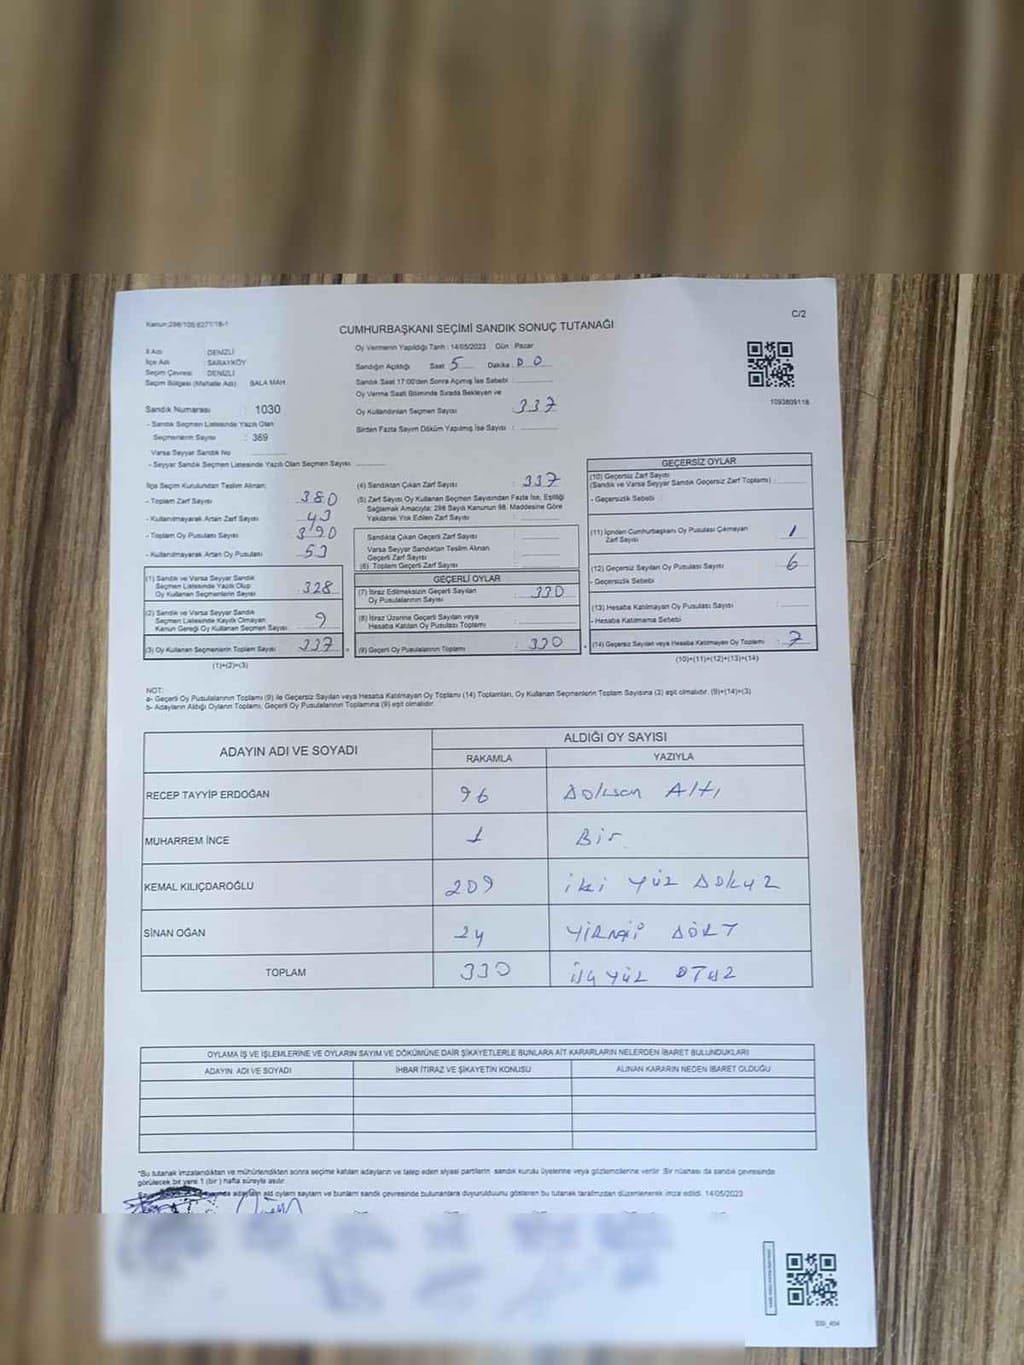 Kanun:298/105/6271/18-1
C/2
CUMHURBAŞKANI SEÇİMİ SANDIK SONUÇ TUTANAĞI
İl Adı : DENİZLİ
İlçe Adı : SARAYKÖY
Seçim Çevresi : DENİZLİ
Seçim Bölgesi (Mahalle Adı) : BALA MAH
Sandık Numarası : 1030
- Sandık Seçmen Listesinde Yazılı Olan
Seçmenlerin Sayısı : 369
Varsa Seyyar Sandık No
- Seyyar Sandık Seçmen Listesinde Yazılı Olan Seçmen Sayısı
Oy Vermenin Yapıldığı Tarih : 14/05/2023 Gün : Pazar
Sandığın Açıldığı Saat 5 Dakika : 00
Sandık Saat 17:00'den Sonra Açımış İse Sebebi :
Oy Verme Saati Bitiminde Sırada Bekleyen ve
Oy Kullandırılan Seçmen Sayısı : 337
Birden Fazla Sayım Döküm Yapılmış İse Sayısı :
1093809118
İlçe Seçim Kurulundan Teslim Alınan:
- Toplam Zarf Sayısı 380
- Kullanılmayarak Artan Zarf Sayısı 43
- Toplam Oy Pusulası Sayısı 390
- Kullanılmayarak Artan Oy Pusulası 53
(1) Sandık ve Varsa Seyyar Sandık
Seçmen Listesinde Yazılı Olup
Oy Kullanan Seçmenlerin Sayısı : 328
(2) Sandık ve Varsa Seyyar Sandık
Seçmen Listesinde Kayıtlı Olmayan
Kanun Gereği Oy Kullanan Seçmen Sayısı : 9
(3) Oy Kullanan Seçmenlerin Toplam Sayısı : 337
(1)+(2)=(3)
(4) Sandıktan Çıkan Zarf Sayısı : 337
(5) Zarf Sayısı Oy Kullanan Seçmen Sayısından Fazla İse, Eşitliği
Sağlamak Amacıyla; 298 Sayılı Kanunun 98. Maddesine Göre
Yakılarak Yok Edilen Zarf Sayısı :
Sandıkta Çıkan Geçerli Zarf Sayısı :
Varsa Seyyar Sandıktan Teslim Alınan
Geçerli Zarf Sayısı :
(6) Toplam Geçerli Zarf Sayısı :
GEÇERLİ OYLAR
(7) İtiraz Edilmeksizin Geçerli Sayılan
Oy Pusulalarının Sayısı : 330
(8) İtiraz Üzerine Geçerli Sayılan veya
Hesaba Katılan Oy Pusulası Toplamı :
(9) Geçerli Oy Pusulalarının Toplamı : 330
GEÇERSİZ OYLAR
(10) Geçersiz Zarf Sayısı
(Sandık ve Varsa Seyyar Sandık Geçersiz Zarf Toplamı) :
- Geçersizlik Sebebi :
(11) İçinden Cumhurbaşkanı Oy Pusulası Çıkmayan
Zarf Sayısı : 1
(12) Geçersiz Sayılan Oy Pusulası Sayısı : 6
- Geçersizlik Sebebi
(13) Hesaba Katılmayan Oy Pusulası Sayısı :
- Hesaba Katılmama Sebebi
(14) Geçersiz Sayılan veya Hesaba Katılmayan Oy Toplamı : 7
(10)+(11)+(12)+(13)=(14)
NOT:
a- Geçerli Oy Pusulalarının Toplamı (9) ile Geçersiz Sayılan veya Hesaba Katılmayan Oy Toplamı (14) Toplamları, Oy Kullanan Seçmenlerin Toplam Sayısına (3) eşit olmalıdır. (9)+(14)=(3)
b- Adayların Aldığı Oyların Toplamı, Geçerli Oy Pusulalarının Toplamına (9) eşit olmalıdır.
ADAYIN ADI VE SOYADI ALDIĞI OY SAYISI
RAKAMLA YAZIYLA
RECEP TAYYİP ERDOĞAN 96 Doksan Altı
MUHARREM İNCE 1 Bir
KEMAL KILIÇDAROĞLU 209 iki yüz Dokuz
SİNAN OĞAN 24 YİRMİ DÖRT
TOPLAM 330 üç yüz OTUZ
OYLAMA İŞ VE İŞLEMLERİNE VE OYLARIN SAYIM VE DÖKÜMÜNE DAİR ŞİKAYETLERLE BUNLARA AİT KARARLARIN NELERDEN İBARET BULUNDUKLARI
ADAYIN ADI VE SOYADI İHBAR İTİRAZ VE ŞİKAYETİN KONUSU ALINAN KARARIN NEDEN İBARET OLDUĞU
*Bu tutanak imzalandıktan ve mühürlendikten sonra seçime katılan adayların ve talep eden siyasi partilerin sandık kurulu üyelerine veya gözlemcilerine verilir. Bir nüshası da sandık çevresinde
görülecek bir yere 1 (bir) hafta süreyle asılır.
adayların ald oyların sayların ve bunların sandık çevresinde bulunanlara duyurulduğunu gösteren bu tutanak tarafımızdan düzenlenerek imza edildi. 14/05/2023
SSI_404